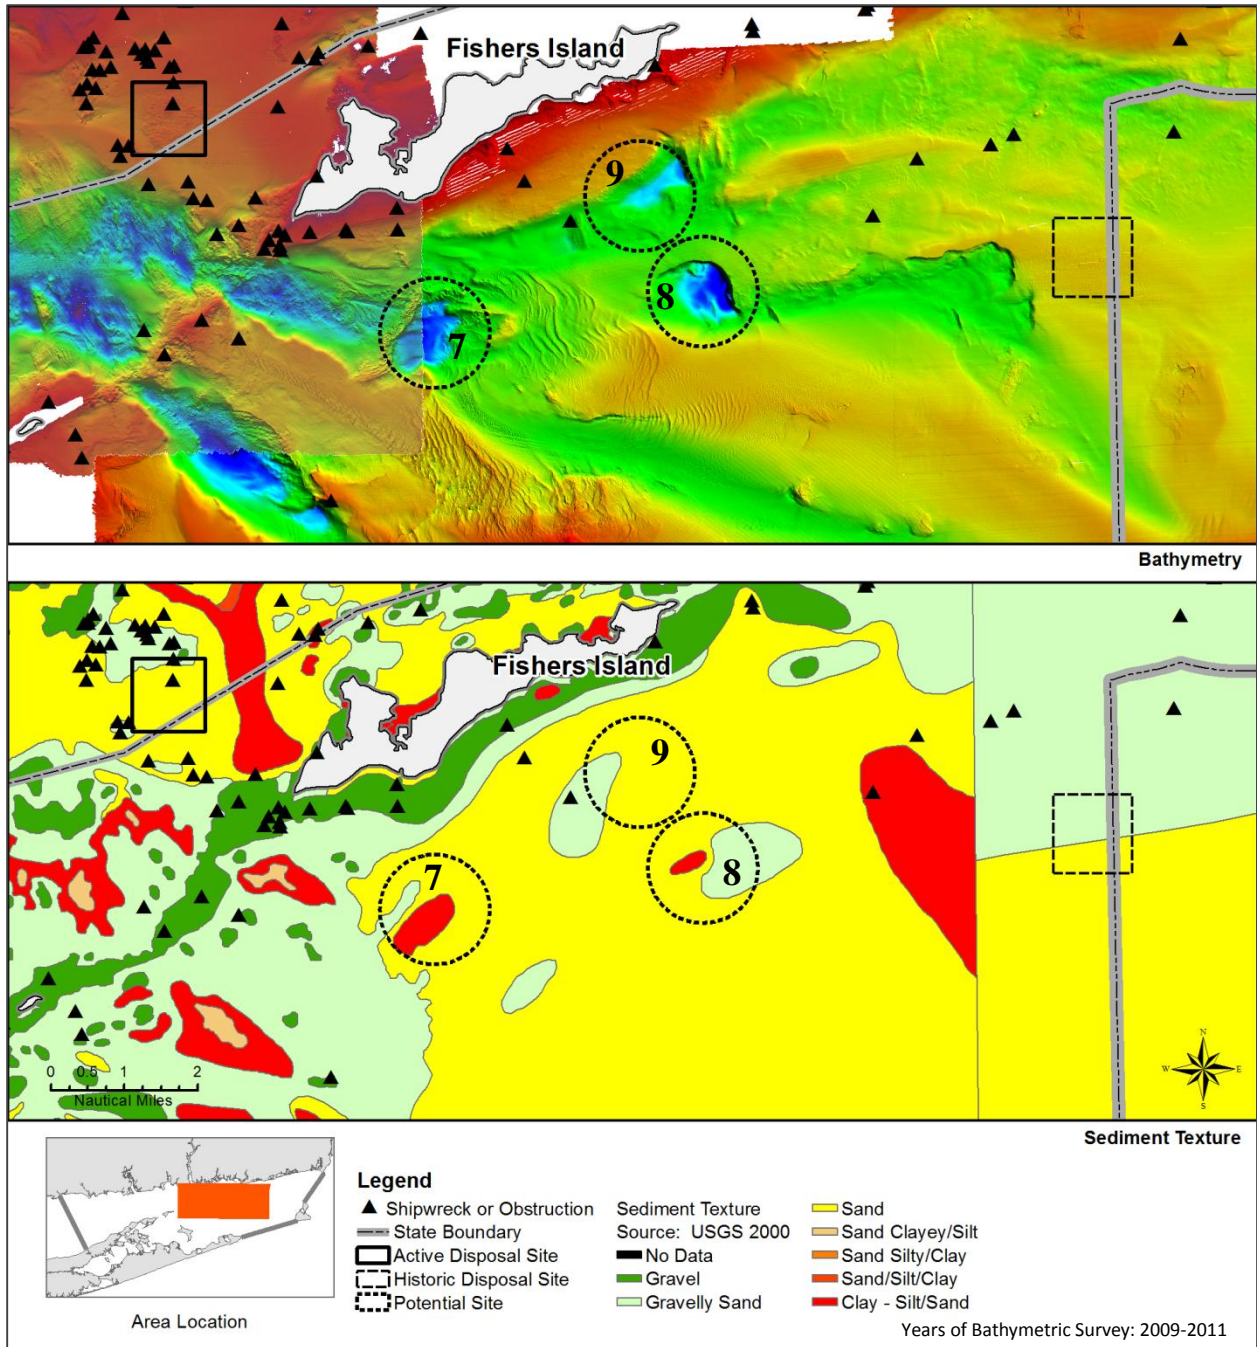 Fishers Island
9
8
7
Bathymetry
Fishers Island
9
8
7
N
W E
S
0 0.5 1 2
Nautical Miles
Sediment Texture
Area Location
Legend
Shipwreck or Obstruction
State Boundary
Active Disposal Site
Historic Disposal Site
Potential Site
Sediment Texture
Source: USGS 2000
No Data
Gravel
Gravelly Sand
Sand
Sand Clayey/Silt
Sand Silty/Clay
Sand/Silt/Clay
Clay - Silt/Sand
Years of Bathymetric Survey: 2009-2011